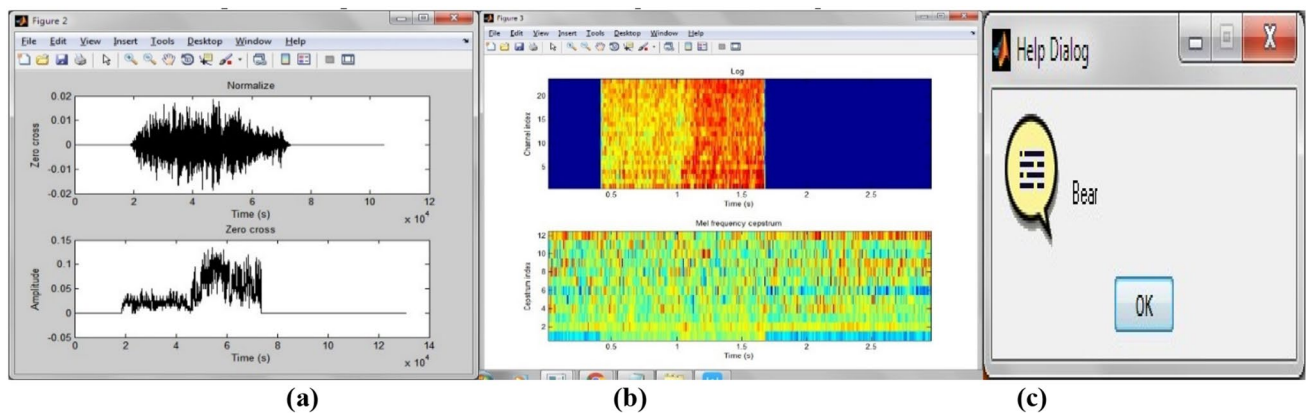 Figure 2
File Edit View Insert Tools Desktop Window Help
Normalize
0.02
0.01
0
-0.01
-0.02
Zero cross
0 2 4 6 8 10 12
Time (s)
x 10⁴
Zero cross
0.15
0.1
0.05
0
-0.05
Amplitude
0 2 4 6 8 10 12 14
Time (s)
x 10⁴
(a)
Figure 3
File Edit View Insert Tools Desktop Window Help
Log
20
15
10
5
Channel index
0.5 1 1.5 2 2.5
Time (s)
Mel frequency cepstrum
12
10
8
6
4
2
Cepstrum index
0.5 1 1.5 2 2.5
Time (s)
(b)
Help Dialog
Bear
OK
(c)